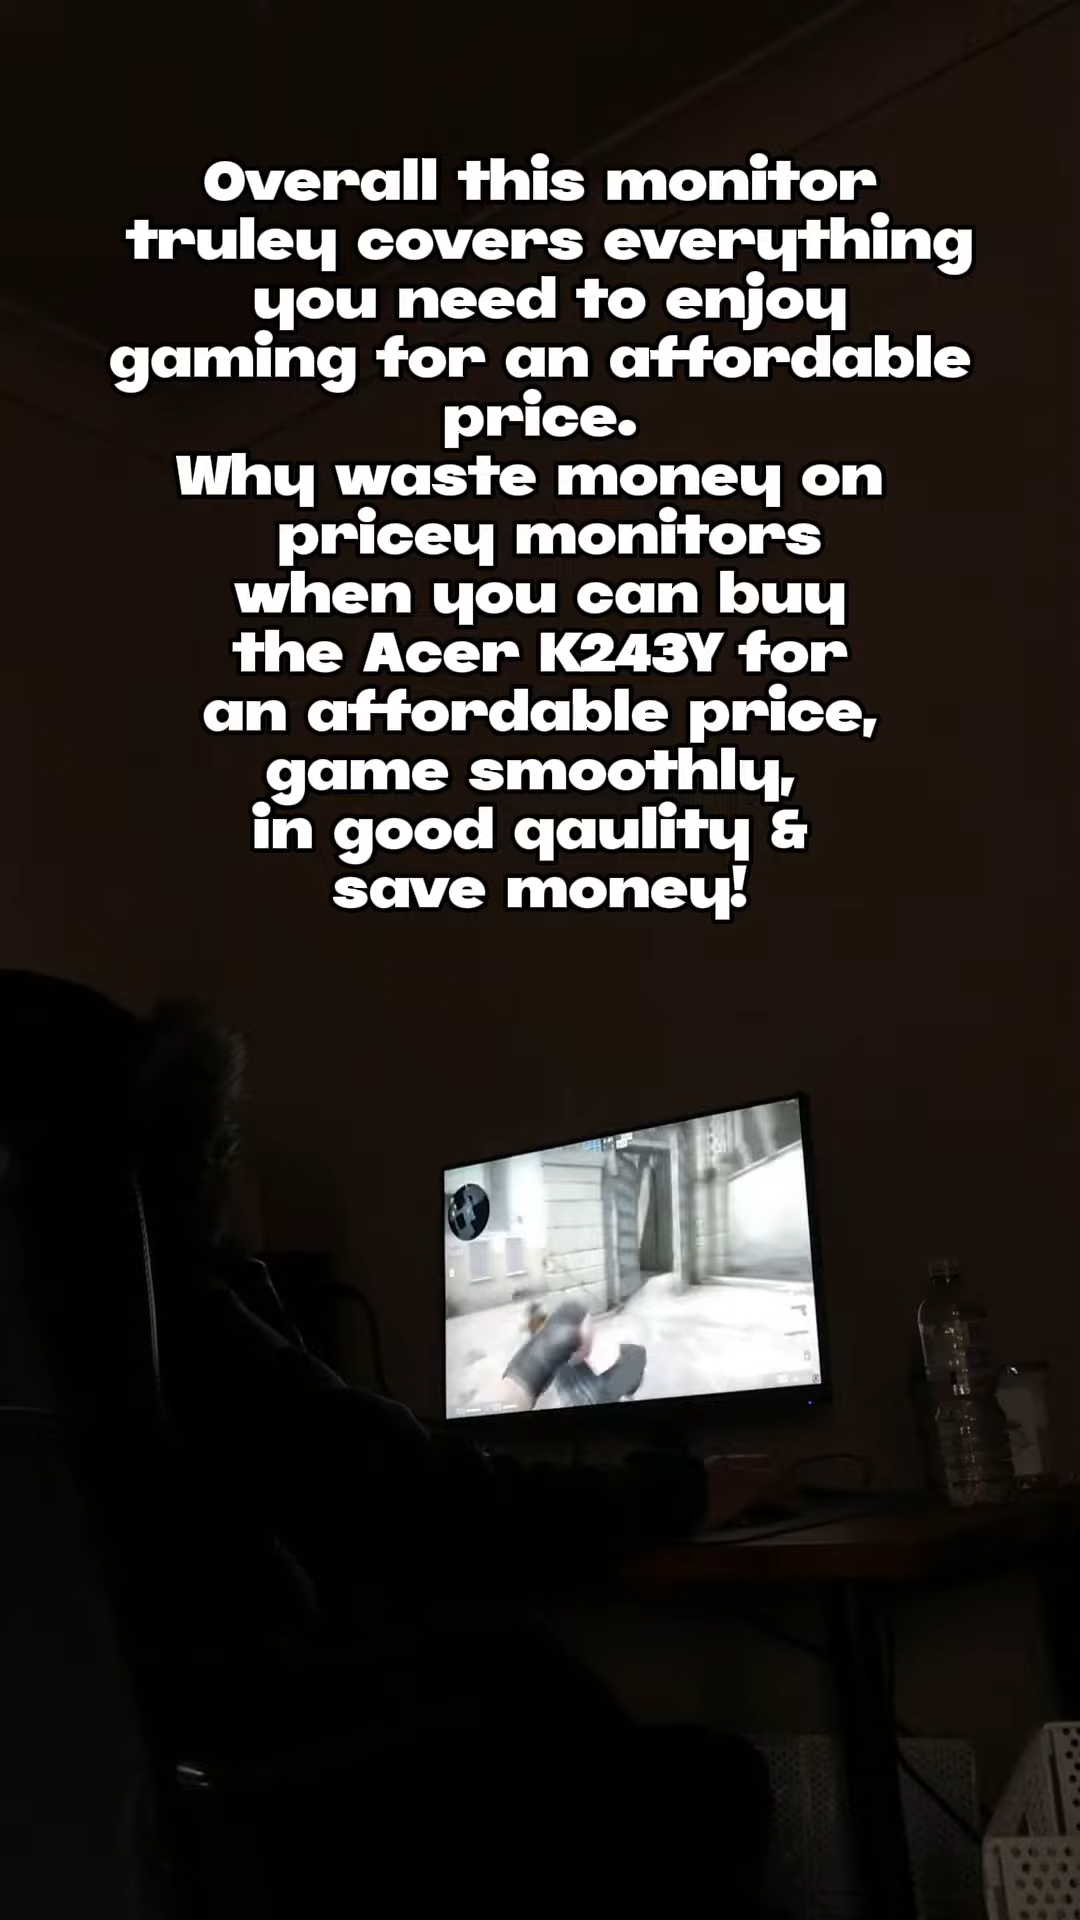 Overall this monitor
truley covers everything
you need to enjoy
gaming for an affordable
price.
Why waste money on
pricey monitors
when you can buy
the Acer K243Y for
an affordable price,
game smoothly,
in good qaulity &
save money!